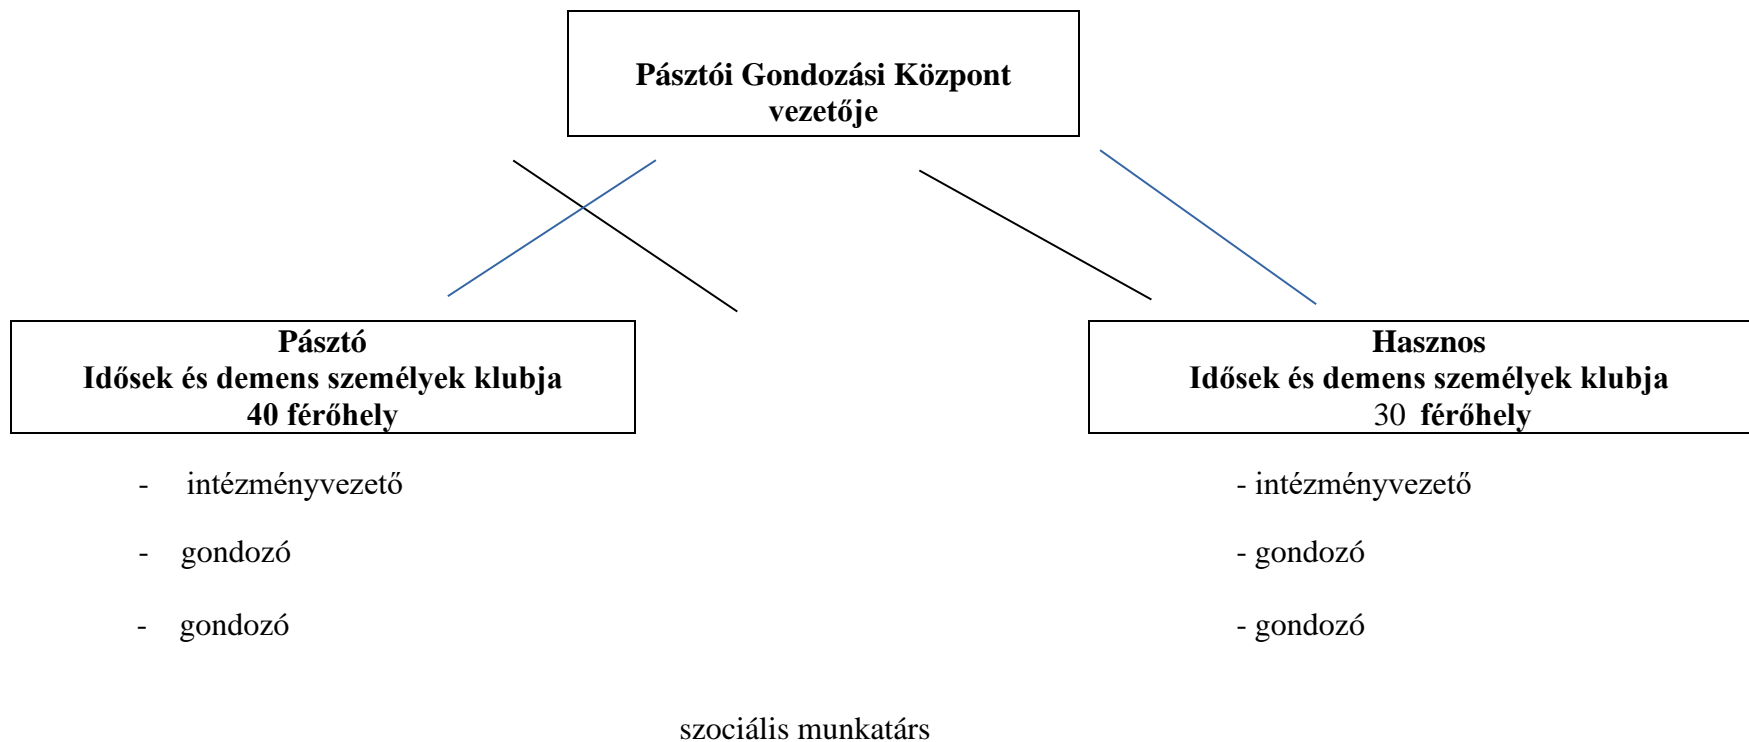 Pásztói Gondozási Központ
vezetője
Pásztó
Idősek és demens személyek klubja
40 férőhely
- intézményvezető
- gondozó
- gondozó
Hasznos
Idősek és demens személyek klubja
30 férőhely
- intézményvezető
- gondozó
- gondozó
szociális munkatárs